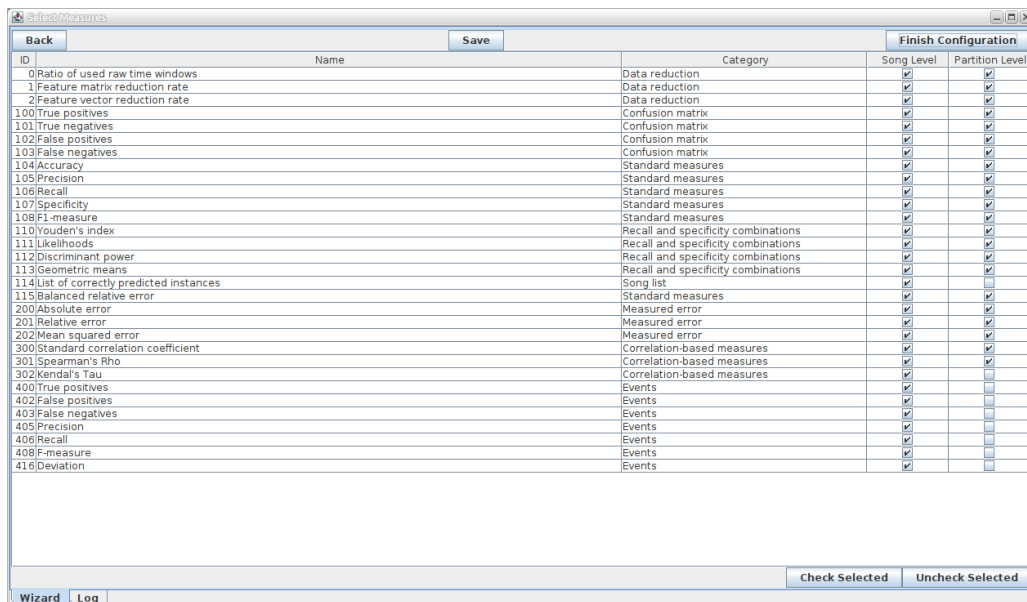 Select Measures
Back Save Finish Configuration
ID Name Category Song Level Partition Level
0 Ratio of used raw time windows Data reduction
1 Feature matrix reduction rate Data reduction
2 Feature vector reduction rate Data reduction
100 True positives Confusion matrix
101 True negatives Confusion matrix
102 False positives Confusion matrix
103 False negatives Confusion matrix
104 Accuracy Standard measures
105 Precision Standard measures
106 Recall Standard measures
107 Specificity Standard measures
108 F1-measure Standard measures
110 Youden's index Recall and specificity combinations
111 Likelihoods Recall and specificity combinations
112 Discriminant power Recall and specificity combinations
113 Geometric means Recall and specificity combinations
114 List of correctly predicted instances Song list
115 Balanced relative error Standard measures
200 Absolute error Measured error
201 Relative error Measured error
202 Mean squared error Measured error
300 Standard correlation coefficient Correlation-based measures
301 Spearman's Rho Correlation-based measures
302 Kendal's Tau Correlation-based measures
400 True positives Events
402 False positives Events
403 False negatives Events
405 Precision Events
406 Recall Events
408 F-measure Events
416 Deviation Events
Check Selected Uncheck Selected
Wizard Log